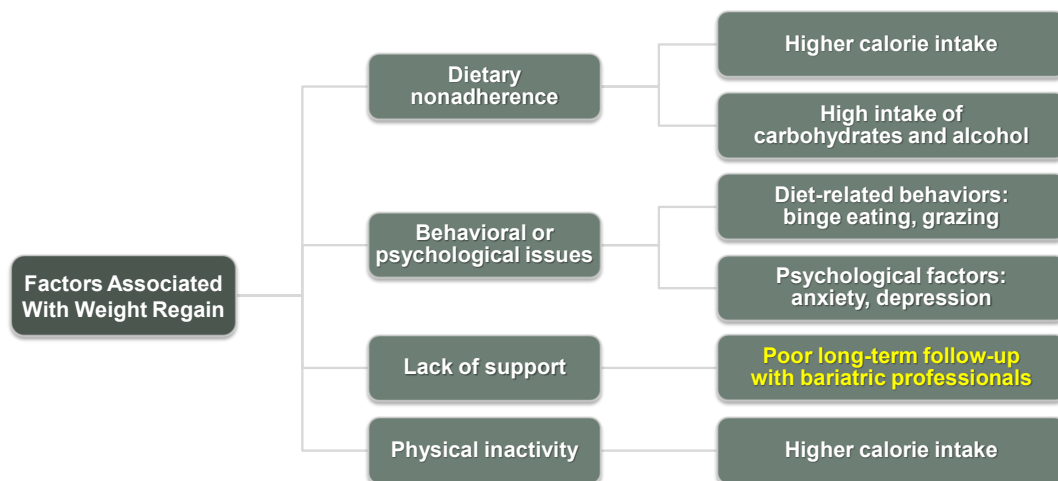 Factors Associated
With Weight Regain
Dietary
nonadherence
Higher calorie intake
High intake of
carbohydrates and alcohol
Behavioral or
psychological issues
Diet-related behaviors:
binge eating, grazing
Psychological factors:
anxiety, depression
Lack of support
Poor long-term follow-up
with bariatric professionals
Physical inactivity
Higher calorie intake